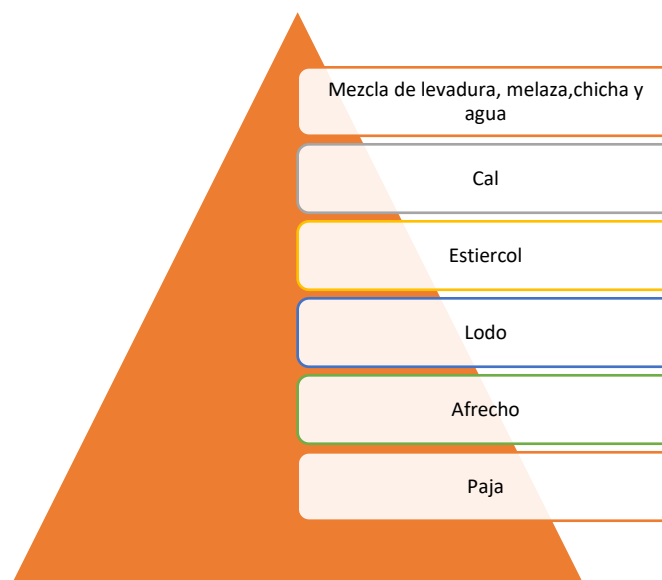 Mezcla de levadura, melaza,chicha y
agua
Cal
Estiercol
Lodo
Afrecho
Paja